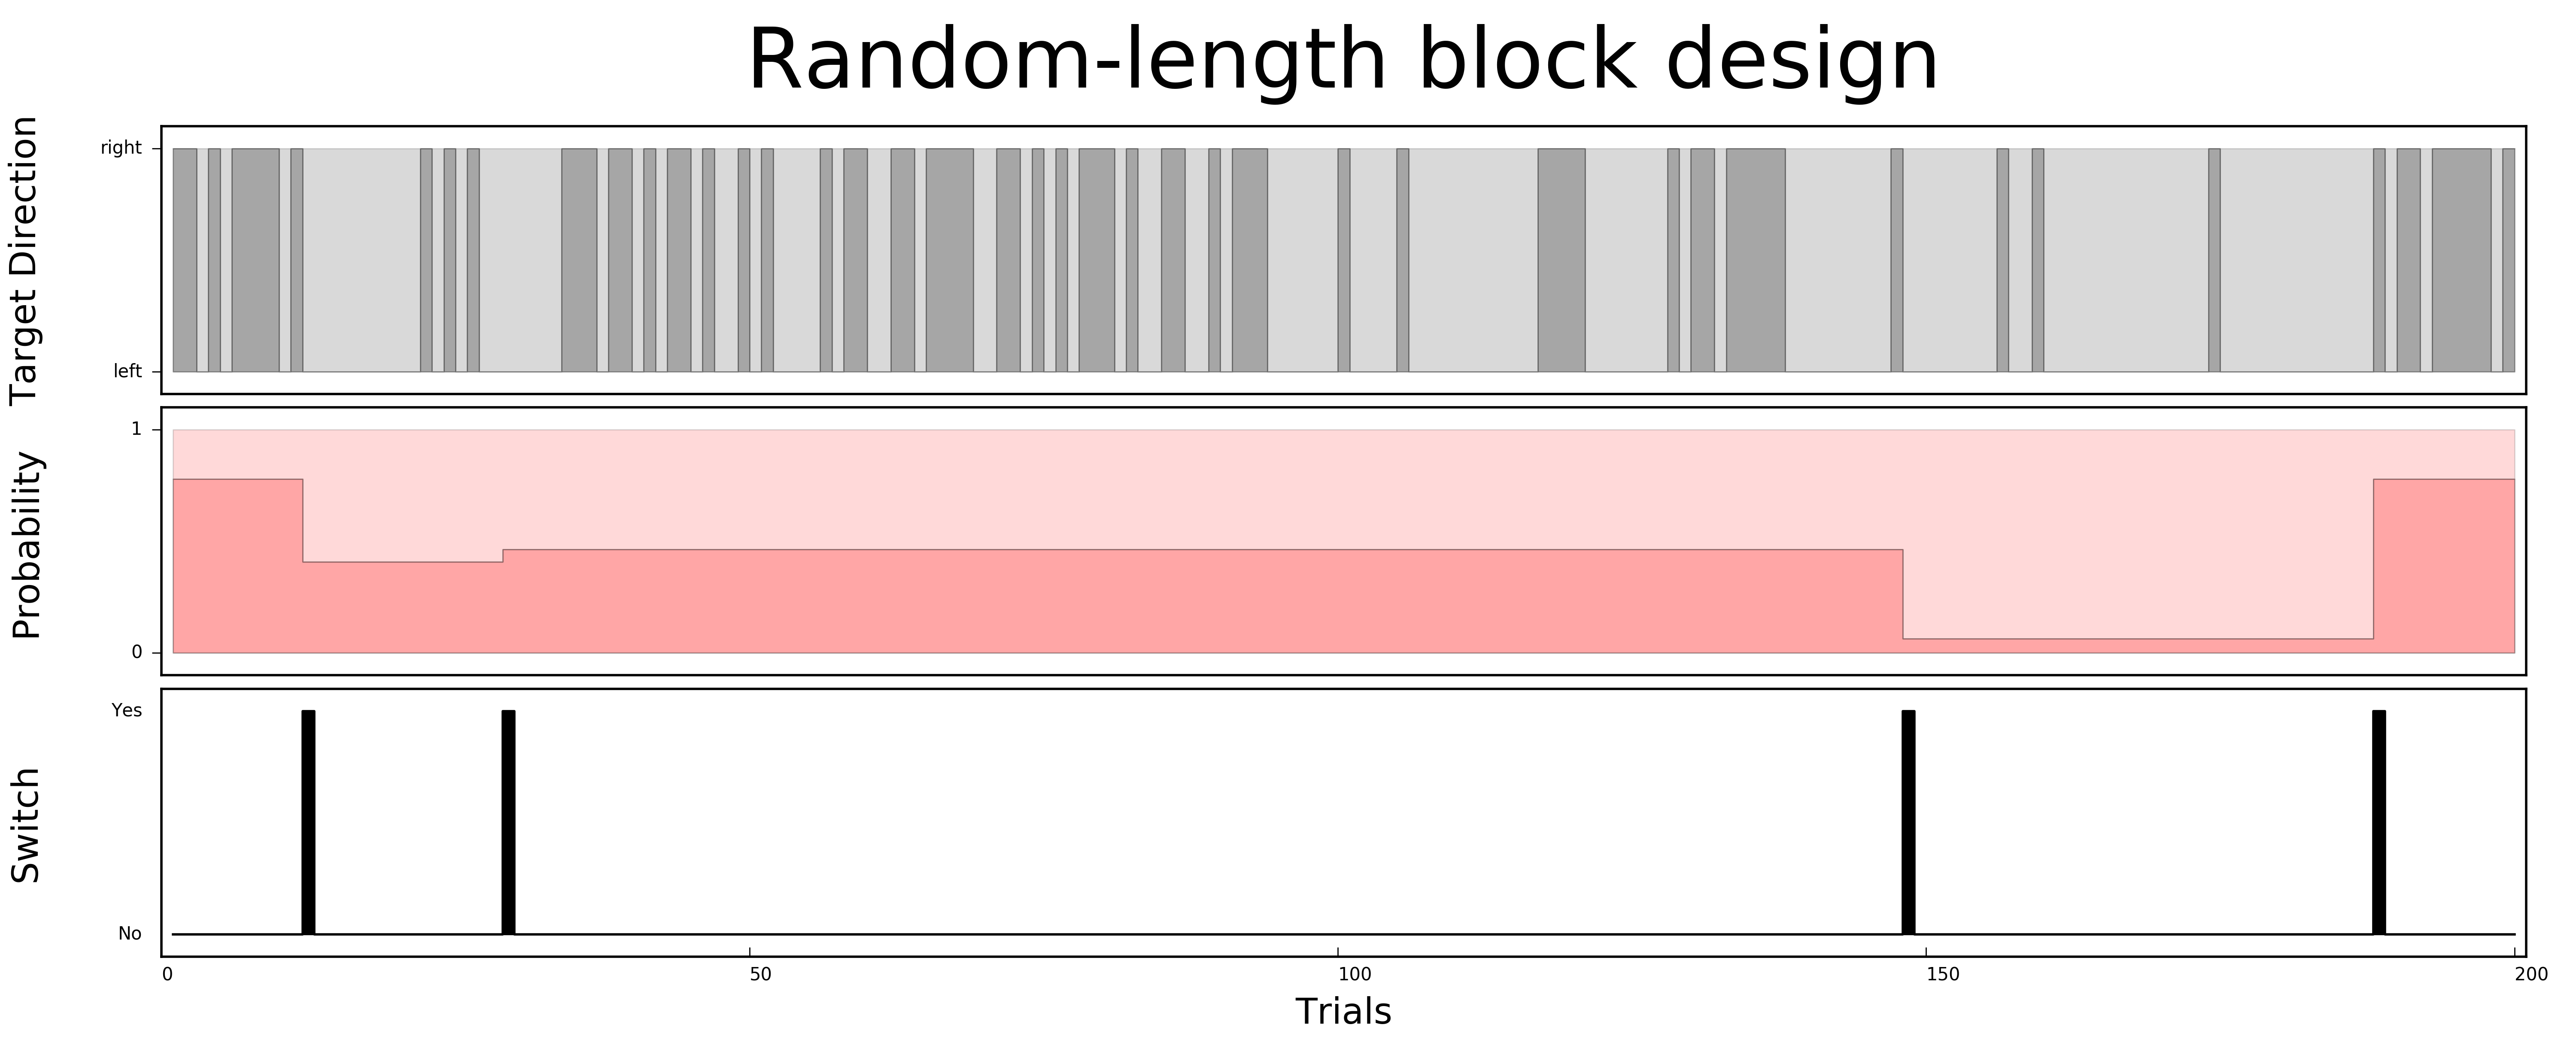 Random-length block design
Target Direction
right
left
Probability
1
0
Switch
Yes
No
0 50 100 150 200
Trials